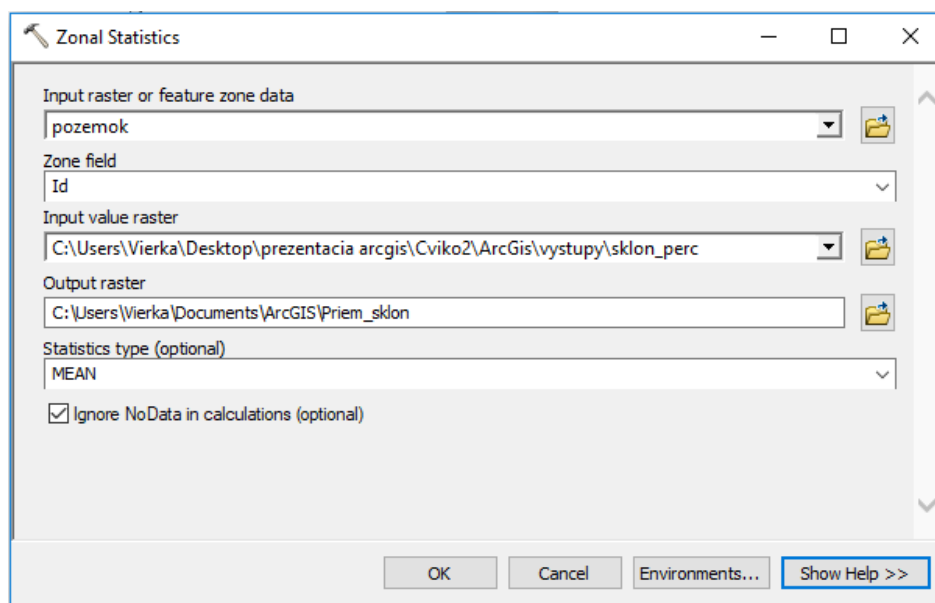 Zonal Statistics
Input raster or feature zone data
pozemok
Zone field
Id
Input value raster
C:\Users\Vierka\Desktop\prezentacia arcgis\Cviko2\ArcGis\vystupy\sklon_perc
Output raster
C:\Users\Vierka\Documents\ArcGIS\Priem_sklon
Statistics type (optional)
MEAN
Ignore NoData in calculations (optional)
OK Cancel Environments... Show Help >>